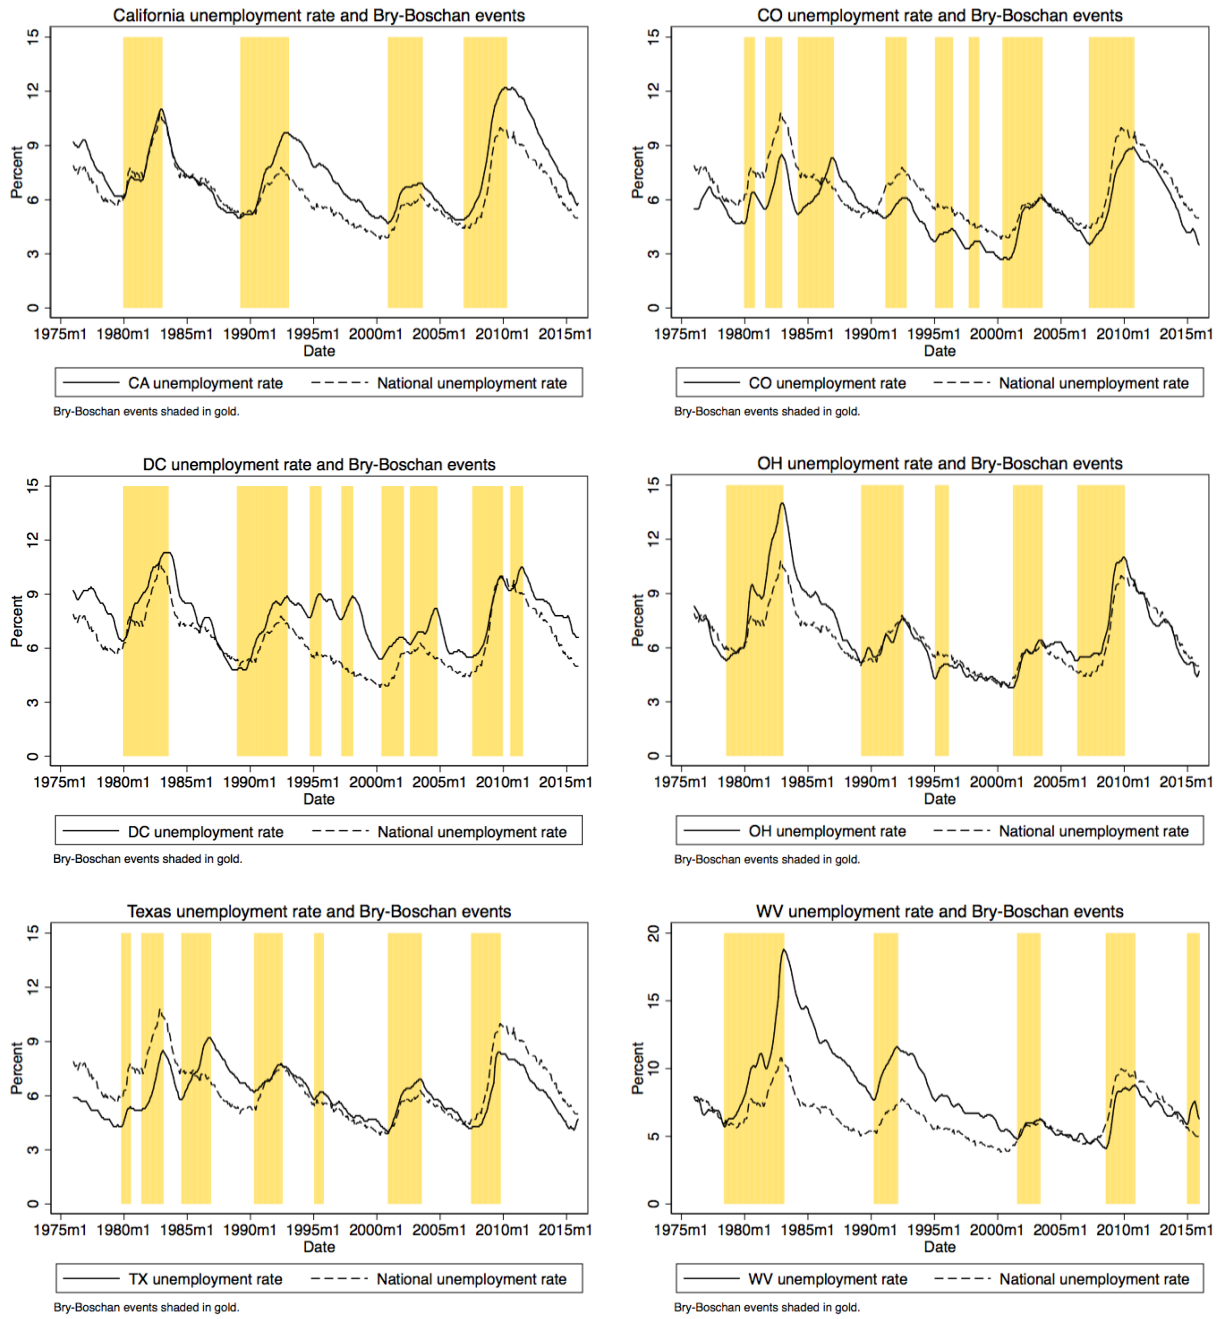 California unemployment rate and Bry-Boschan events
Percent
15
12
9
6
3
0
1975m1 1980m1 1985m1 1990m1 1995m1 2000m1 2005m1 2010m1 2015m1
Date
CA unemployment rate National unemployment rate
Bry-Boschan events shaded in gold.
CO unemployment rate and Bry-Boschan events
Percent
15
12
9
6
3
0
1975m1 1980m1 1985m1 1990m1 1995m1 2000m1 2005m1 2010m1 2015m1
Date
CO unemployment rate National unemployment rate
Bry-Boschan events shaded in gold.
DC unemployment rate and Bry-Boschan events
Percent
15
12
9
6
3
0
1975m1 1980m1 1985m1 1990m1 1995m1 2000m1 2005m1 2010m1 2015m1
Date
DC unemployment rate National unemployment rate
Bry-Boschan events shaded in gold.
OH unemployment rate and Bry-Boschan events
Percent
15
12
9
6
3
0
1975m1 1980m1 1985m1 1990m1 1995m1 2000m1 2005m1 2010m1 2015m1
Date
OH unemployment rate National unemployment rate
Bry-Boschan events shaded in gold.
Texas unemployment rate and Bry-Boschan events
Percent
15
12
9
6
3
0
1975m1 1980m1 1985m1 1990m1 1995m1 2000m1 2005m1 2010m1 2015m1
Date
TX unemployment rate National unemployment rate
Bry-Boschan events shaded in gold.
WV unemployment rate and Bry-Boschan events
Percent
20
15
10
5
0
1975m1 1980m1 1985m1 1990m1 1995m1 2000m1 2005m1 2010m1 2015m1
Date
WV unemployment rate National unemployment rate
Bry-Boschan events shaded in gold.